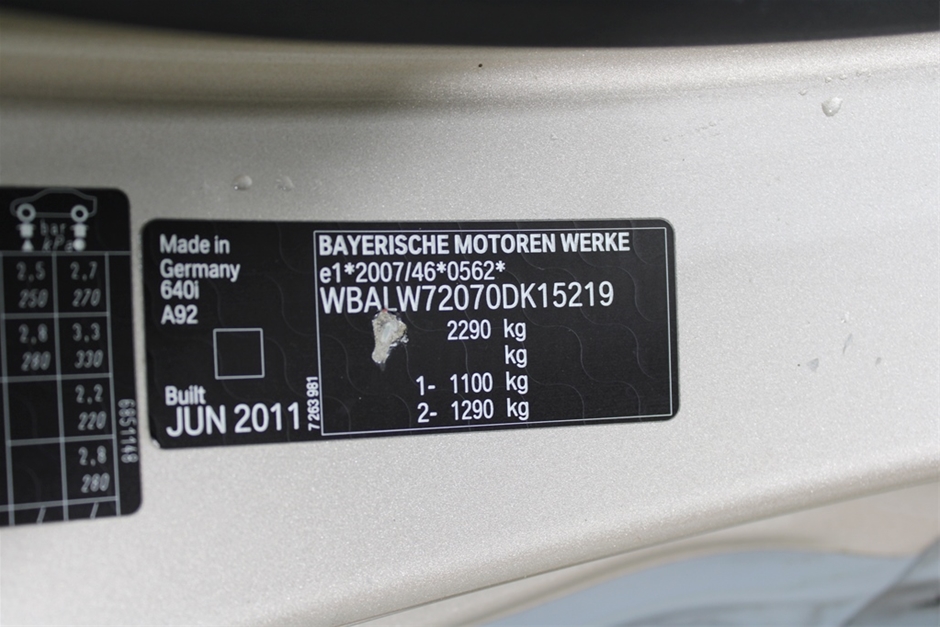 bar
kPa
2,5 2,7
250 270
2,8 3,3
280 330
2,2
220
2,8
280
6851148
Made in
Germany
640i
A92
Built
JUN 2011
7 263 981
BAYERISCHE MOTOREN WERKE
e1*2007/46*0562*
WBALW72070DK15219
2290 kg
kg
1- 1100 kg
2- 1290 kg